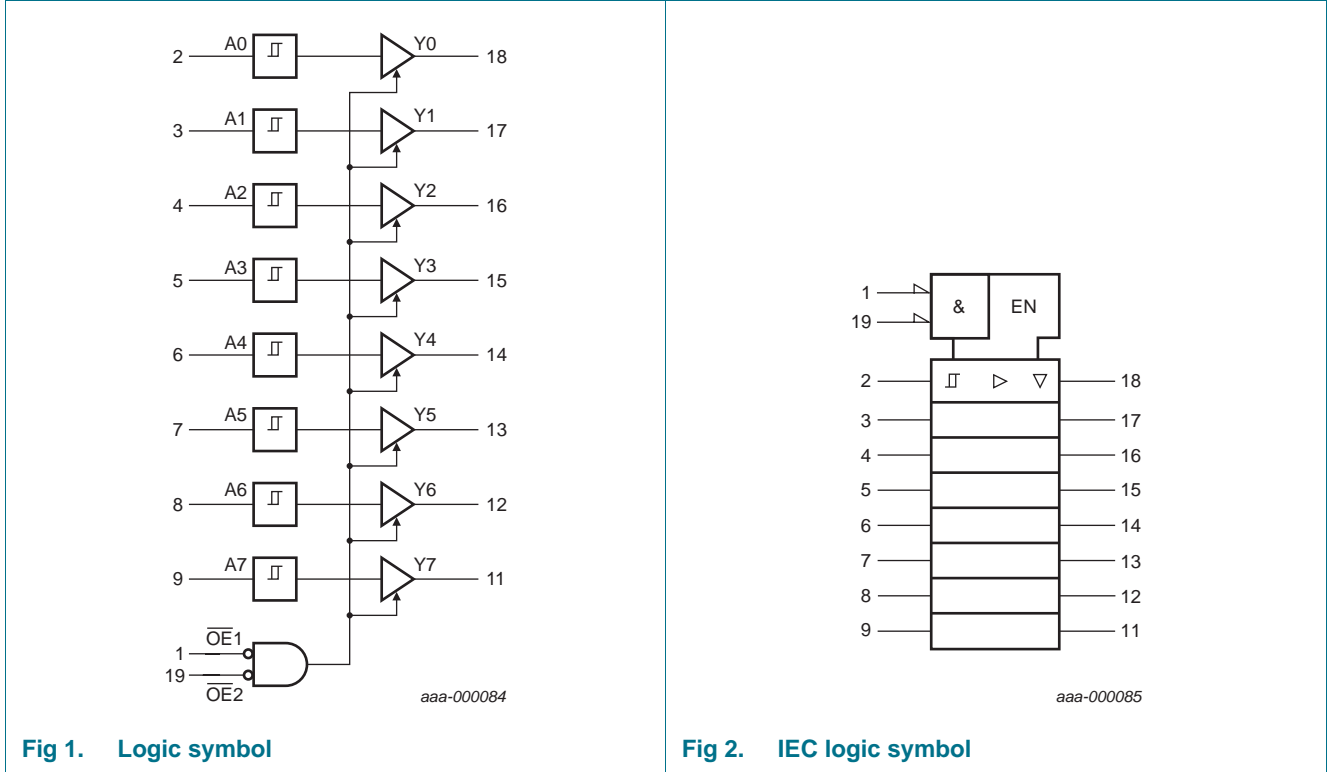 2 A0 Y0 18
3 A1 Y1 17
4 A2 Y2 16
5 A3 Y3 15
6 A4 Y4 14
7 A5 Y5 13
8 A6 Y6 12
9 A7 Y7 11
1 OE1
19 OE2
aaa-000084
Fig 1. Logic symbol
1 & EN
19
2 18
3 17
4 16
5 15
6 14
7 13
8 12
9 11
aaa-000085
Fig 2. IEC logic symbol